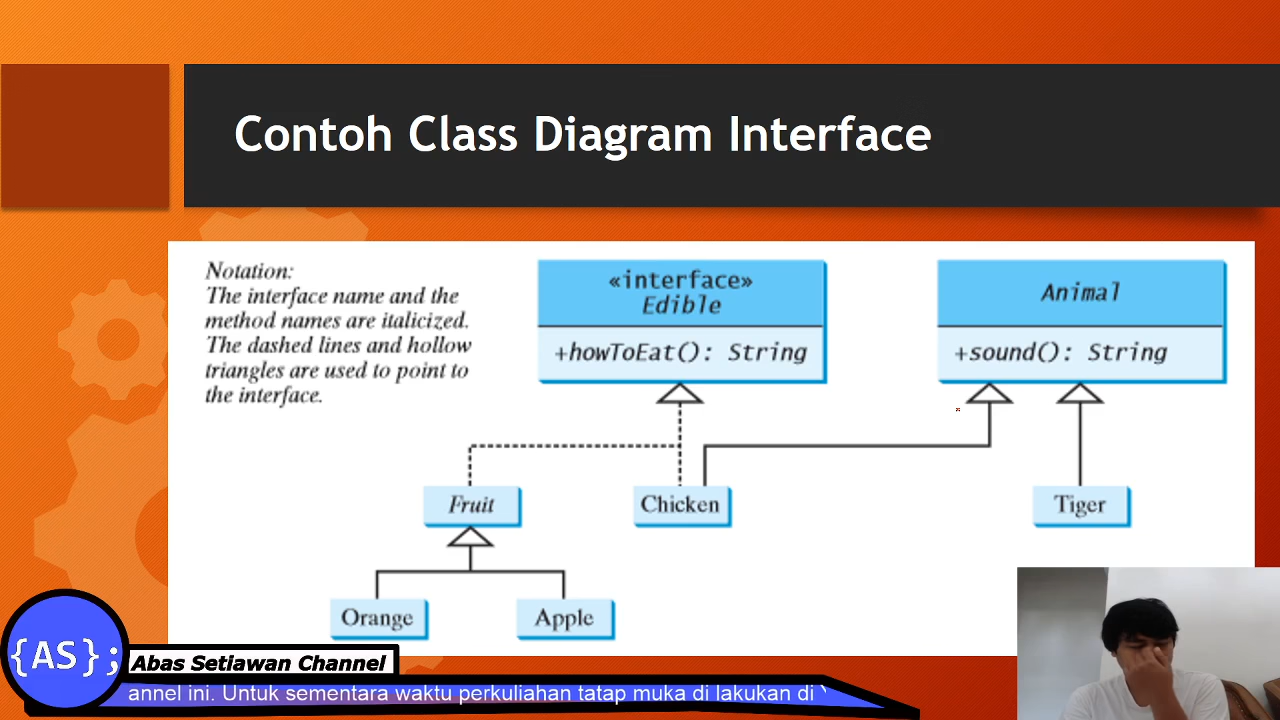 Contoh Class Diagram Interface
Notation:
The interface name and the
method names are italicized.
The dashed lines and hollow
triangles are used to point to
the interface.
«interface»
Edible
+howToEat(): String
Animal
+sound(): String
Fruit
Chicken
Tiger
Orange
Apple
{AS};
Abas Setiawan Channel
annel ini. Untuk sementara waktu perkuliahan tatap muka di lakukan di